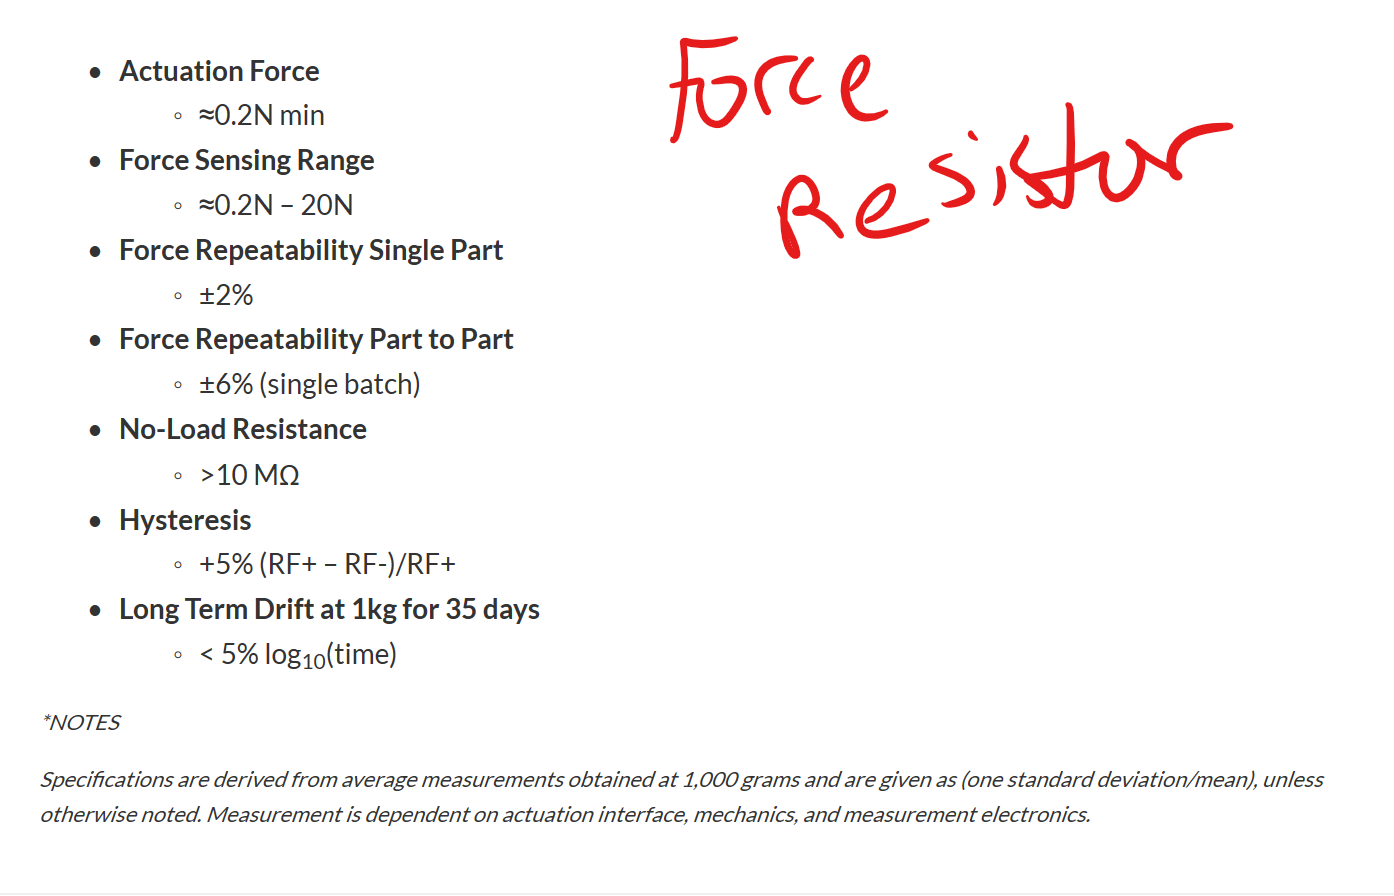 Force
Resistor
• Actuation Force
◦ ≈0.2N min
• Force Sensing Range
◦ ≈0.2N – 20N
• Force Repeatability Single Part
◦ ±2%
• Force Repeatability Part to Part
◦ ±6% (single batch)
• No-Load Resistance
◦ >10 MΩ
• Hysteresis
◦ +5% (RF+ – RF-)/RF+
• Long Term Drift at 1kg for 35 days
◦ < 5% log₁₀(time)
*NOTES
Specifications are derived from average measurements obtained at 1,000 grams and are given as (one standard deviation/mean), unless
otherwise noted. Measurement is dependent on actuation interface, mechanics, and measurement electronics.